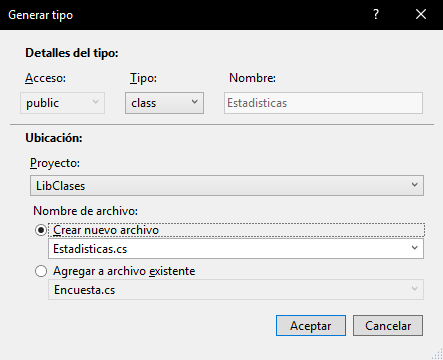 Generar tipo
Detalles del tipo:
Acceso: Tipo: Nombre:
public class Estadisticas
Ubicación:
Proyecto:
LibClases
Nombre de archivo:
Crear nuevo archivo
Estadisticas.cs
Agregar a archivo existente
Encuesta.cs
Aceptar Cancelar